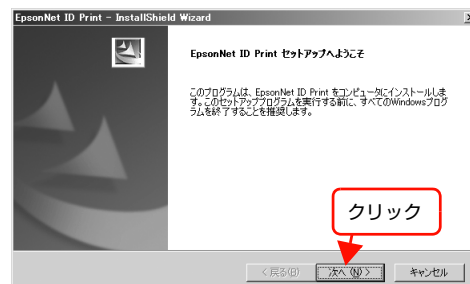 EpsonNet ID Print - InstallShield Wizard
EpsonNet ID Print セットアップへようこそ
このプログラムは、EpsonNet ID Print をコンピュータにインストールしま
す。このセットアッププログラムを実行する前に、すべてのWindowsプログ
ラムを終了することを推奨します。
クリック
< 戻る(B)
次へ (N) >
キャンセル